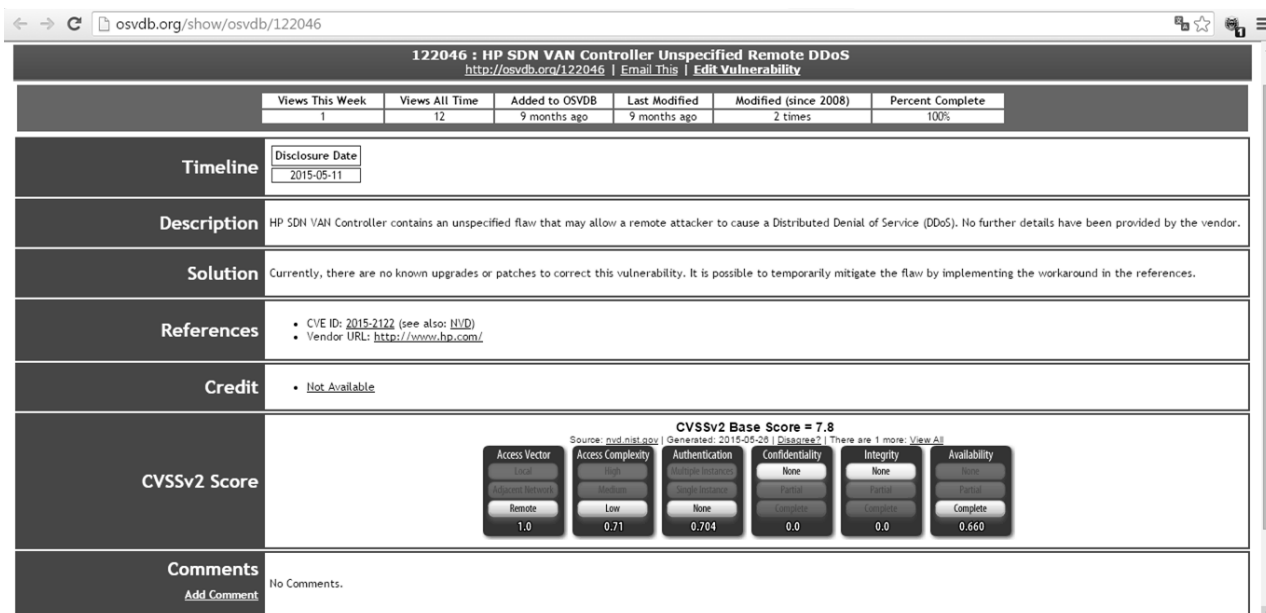 osvdb.org/show/osvdb/122046
122046 : HP SDN VAN Controller Unspecified Remote DDoS
http://osvdb.org/122046 | Email This | Edit Vulnerability
Views This Week Views All Time Added to OSVDB Last Modified Modified (since 2008) Percent Complete
1 12 9 months ago 9 months ago 2 times 100%
Timeline
Disclosure Date
2015-05-11
Description
HP SDN VAN Controller contains an unspecified flaw that may allow a remote attacker to cause a Distributed Denial of Service (DDoS). No further details have been provided by the vendor.
Solution
Currently, there are no known upgrades or patches to correct this vulnerability. It is possible to temporarily mitigate the flaw by implementing the workaround in the references.
References
• CVE ID: 2015-2122 (see also: NVD)
• Vendor URL: http://www.hp.com/
Credit
• Not Available
CVSSv2 Score
CVSSv2 Base Score = 7.8
Source: nvd.nist.gov | Generated: 2015-05-26 | Disagree? | There are 1 more: View All
Access Vector Access Complexity Authentication Confidentiality Integrity Availability
Local High Multiple Instances None None None
Adjacent Network Medium Single Instance Partial Partial Partial
Remote Low None Complete Complete Complete
1.0 0.71 0.704 0.0 0.0 0.660
Comments
Add Comment
No Comments.